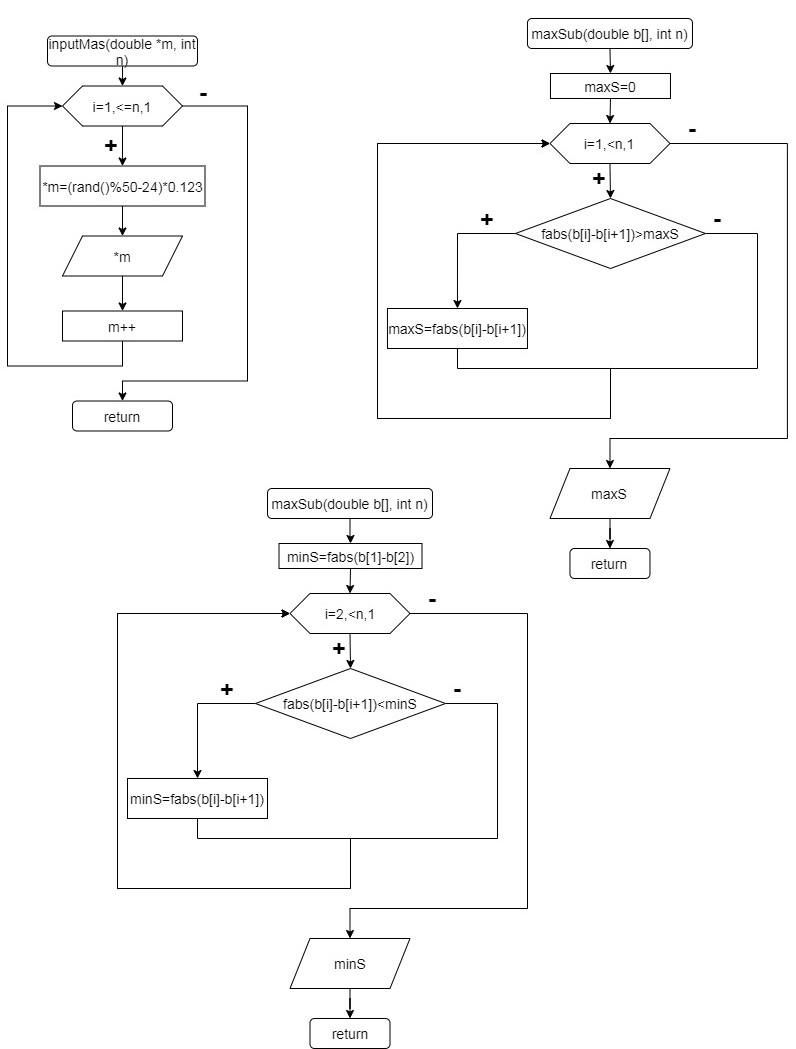 inputMas(double *m, int
n)
i=1,<=n,1
-
+
*m=(rand()%50-24)*0.123
*m
m++
return
maxSub(double b[], int n)
maxS=0
i=1,<n,1
-
+
fabs(b[i]-b[i+1])>maxS
+
-
maxS=fabs(b[i]-b[i+1])
maxS
return
maxSub(double b[], int n)
minS=fabs(b[1]-b[2])
i=2,<n,1
-
+
fabs(b[i]-b[i+1])<minS
+
-
minS=fabs(b[i]-b[i+1])
minS
return